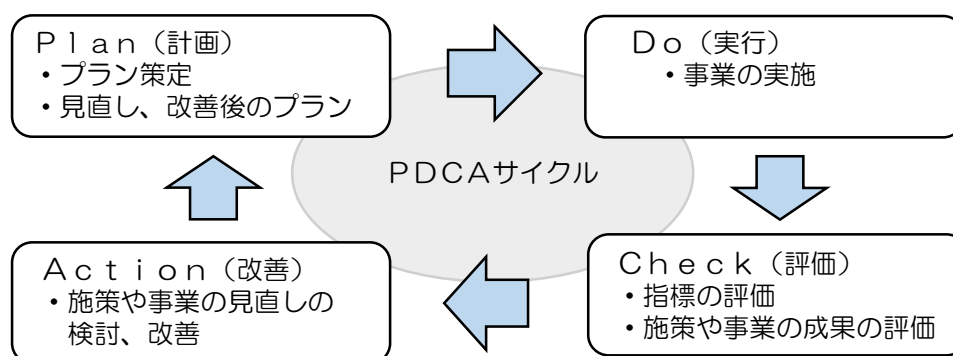 Ｐｌａｎ（計画）
・プラン策定
・見直し、改善後のプラン
Ｄｏ（実行）
・事業の実施
ＰＤＣＡサイクル
Ａｃｔｉｏｎ（改善）
・施策や事業の見直しの
検討、改善
Ｃｈｅｃｋ（評価）
・指標の評価
・施策や事業の成果の評価